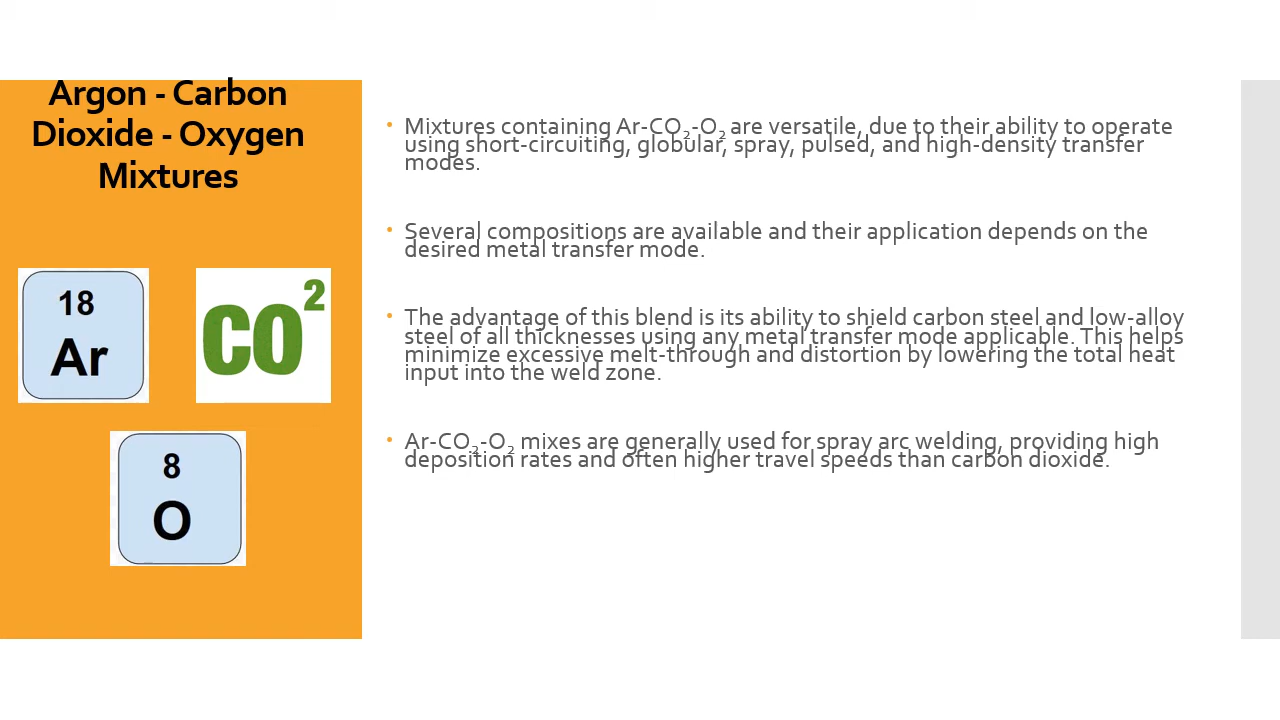 Argon - Carbon
Dioxide - Oxygen
Mixtures
18
Ar
CO²
8
O
• Mixtures containing Ar-CO₂-O₂ are versatile, due to their ability to operate
using short-circuiting, globular, spray, pulsed, and high-density transfer
modes.
• Several compositions are available and their application depends on the
desired metal transfer mode.
• The advantage of this blend is its ability to shield carbon steel and low-alloy
steel of all thicknesses using any metal transfer mode applicable. This helps
minimize excessive melt-through and distortion by lowering the total heat
input into the weld zone.
• Ar-CO₂-O₂ mixes are generally used for spray arc welding, providing high
deposition rates and often higher travel speeds than carbon dioxide.